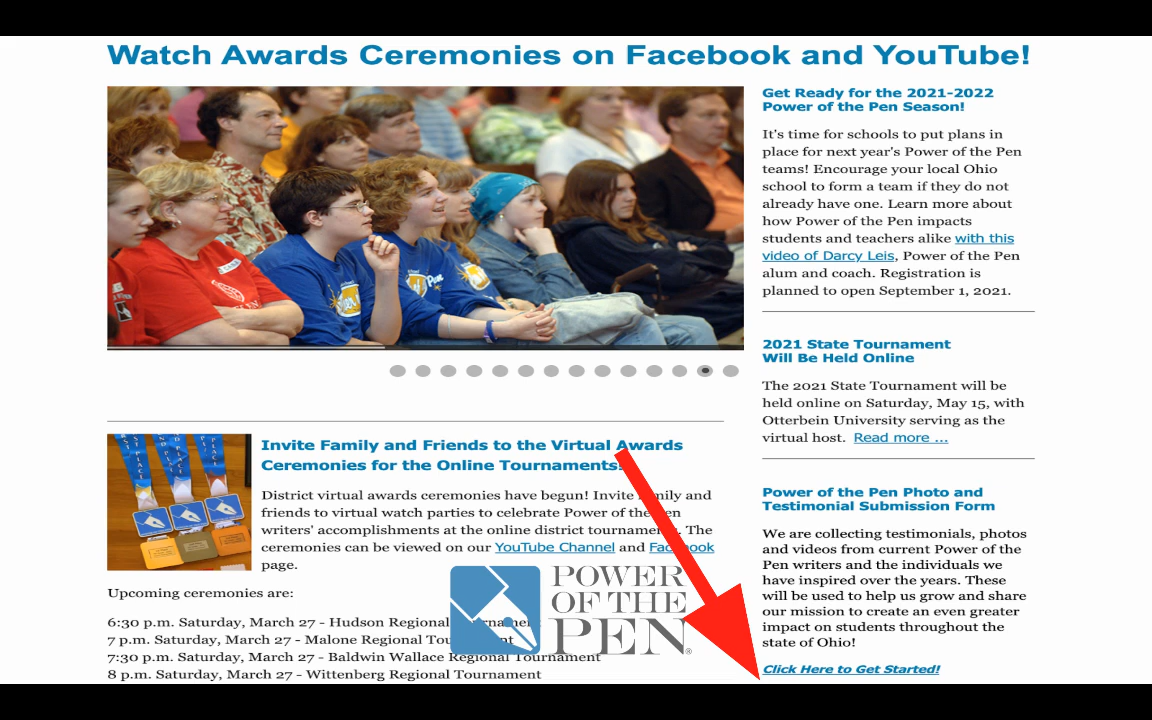 Watch Awards Ceremonies on Facebook and YouTube!
Get Ready for the 2021-2022
Power of the Pen Season!
It's time for schools to put plans in
place for next year's Power of the Pen
teams! Encourage your local Ohio
school to form a team if they do not
already have one. Learn more about
how Power of the Pen impacts
students and teachers alike with this
video of Darcy Leis, Power of the Pen
alum and coach. Registration is
planned to open September 1, 2021.
2021 State Tournament
Will Be Held Online
The 2021 State Tournament will be
held online on Saturday, May 15, with
Otterbein University serving as the
virtual host. Read more ...
Invite Family and Friends to the Virtual Awards
Ceremonies for the Online Tournaments!
District virtual awards ceremonies have begun! Invite family and
friends to virtual watch parties to celebrate Power of the Pen
writers' accomplishments at the online district tournaments. The
ceremonies can be viewed on our YouTube Channel and Facebook
page.
Upcoming ceremonies are:
6:30 p.m. Saturday, March 27 - Hudson Regional Tournament
7 p.m. Saturday, March 27 - Malone Regional Tournament
7:30 p.m. Saturday, March 27 - Baldwin Wallace Regional Tournament
8 p.m. Saturday, March 27 - Wittenberg Regional Tournament
POWER
OF THE
PEN®
Power of the Pen Photo and
Testimonial Submission Form
We are collecting testimonials, photos
and videos from current Power of the
Pen writers and the individuals we
have inspired over the years. These
will be used to help us grow and share
our mission to create an even greater
impact on students throughout the
state of Ohio!
Click Here to Get Started!